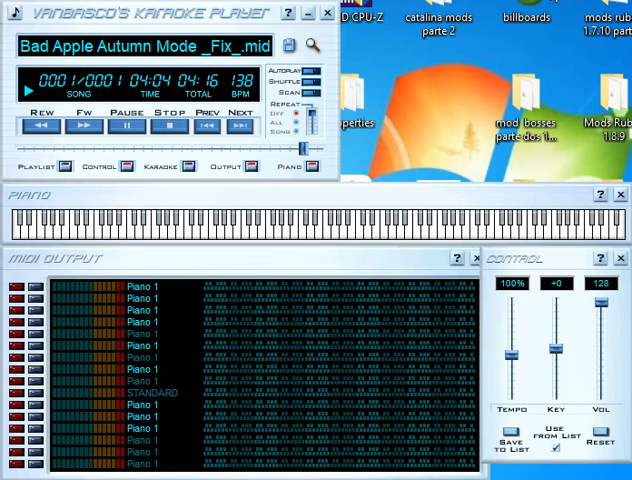 VANBASCO'S KARAOKE PLAYER ?
Bad Apple Autumn Mode _Fix_.mid
0001/0001 04:04 04:16 138
SONG TIME TOTAL BPM
AUTOPLAY
SHUFFLE
SCAN
REPEAT
OFF
ALL
SONG
REW FW PAUSE STOP PREV NEXT
PLAYLIST CONTROL KARAOKE OUTPUT PIANO
D CPU-Z
catalina mods
parte 2
billboards
mods rub
1.7.10 part
operties
mod_bosses
parte dos 1...
Mods Rub
1.8.9
PIANO ?
MIDI OUTPUT ?
Piano 1
Piano 1
Piano 1
Piano 1
Piano 1
Piano 1
Piano 1
Piano 1
Piano 1
STANDARD
Piano 1
Piano 1
Piano 1
Piano 1
Piano 1
Piano 1
CONTROL ?
100% +0 128
TEMPO KEY VOL
SAVE
TO LIST
USE
FROM LIST
RESET